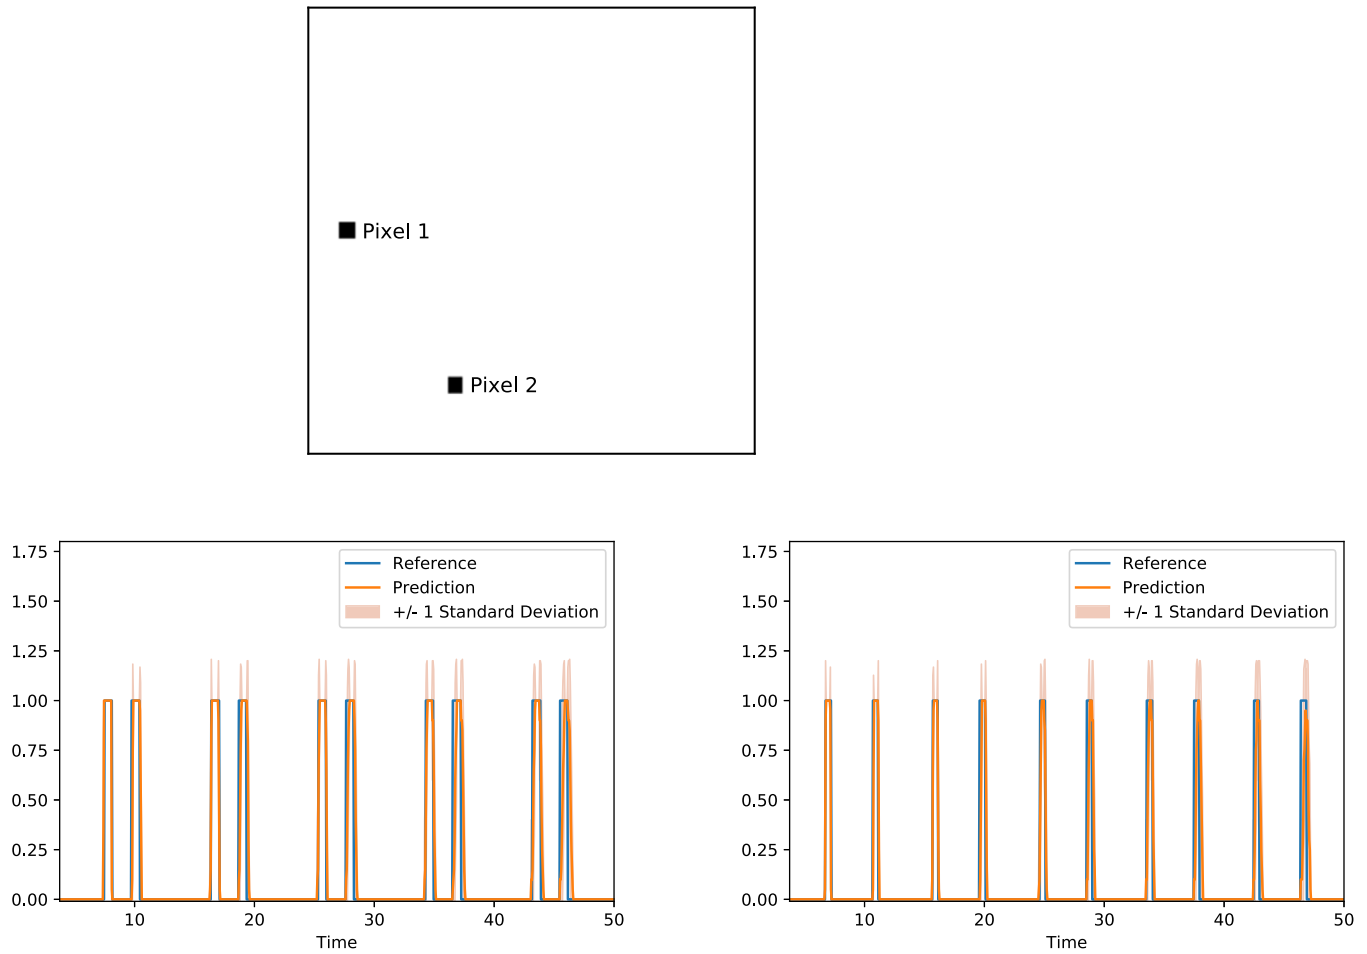 Pixel 1
Pixel 2
1.75
1.50
1.25
1.00
0.75
0.50
0.25
0.00
Reference
Prediction
+/- 1 Standard Deviation
10 20 30 40 50
Time
1.75
1.50
1.25
1.00
0.75
0.50
0.25
0.00
Reference
Prediction
+/- 1 Standard Deviation
10 20 30 40 50
Time